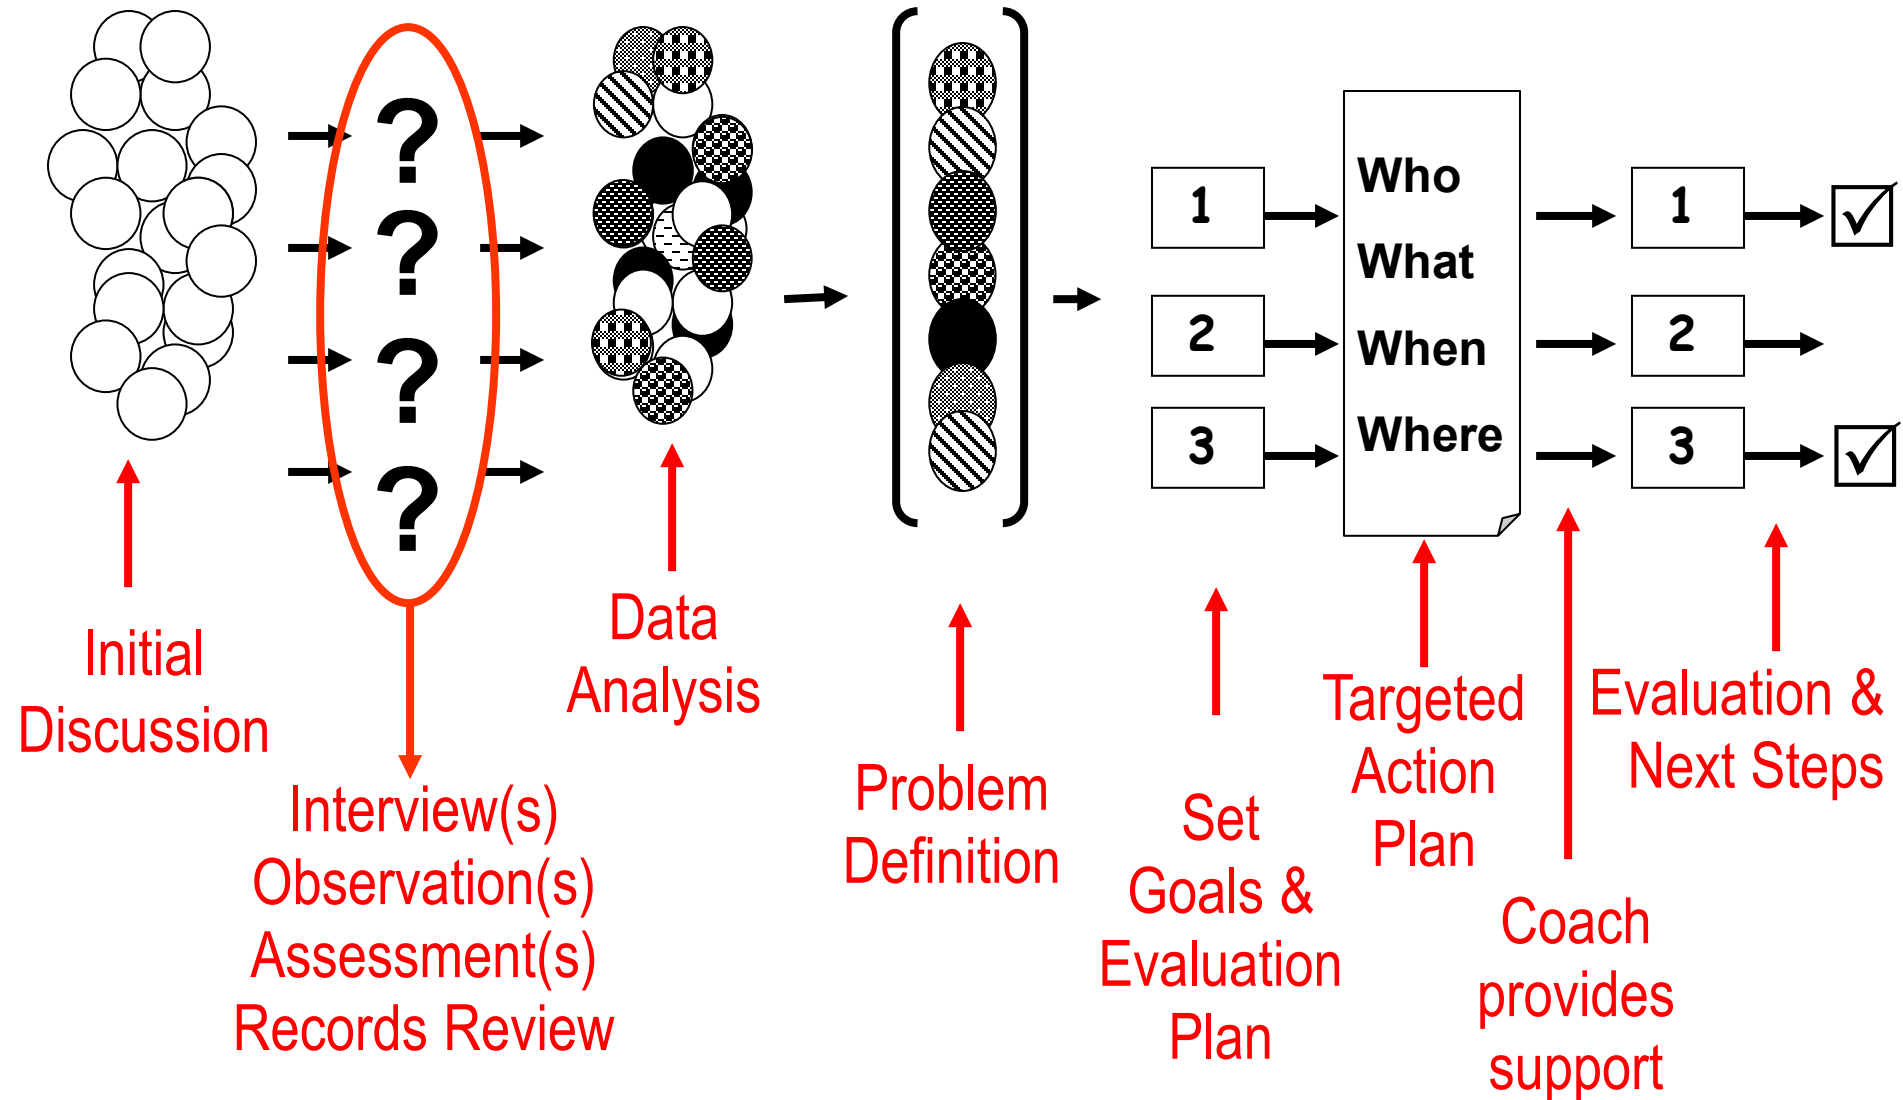 ?
?
?
?
1
2
3
Who
What
When
Where
1
2
3
Initial
Discussion
Interview(s)
Observation(s)
Assessment(s)
Records Review
Data
Analysis
Problem
Definition
Set
Goals &
Evaluation
Plan
Targeted
Action
Plan
Coach
provides
support
Evaluation &
Next Steps